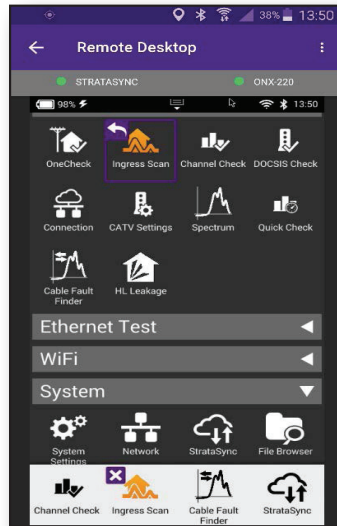 38% 13:50
Remote Desktop
STRATASYNC ONX-220
98% 13:50
OneCheck Ingress Scan Channel Check DOCSIS Check
Connection CATV Settings Spectrum Quick Check
Cable Fault Finder HL Leakage
Ethernet Test
WiFi
System
System Settings Network StrataSync File Browser
Channel Check Ingress Scan Cable Fault Finder StrataSync